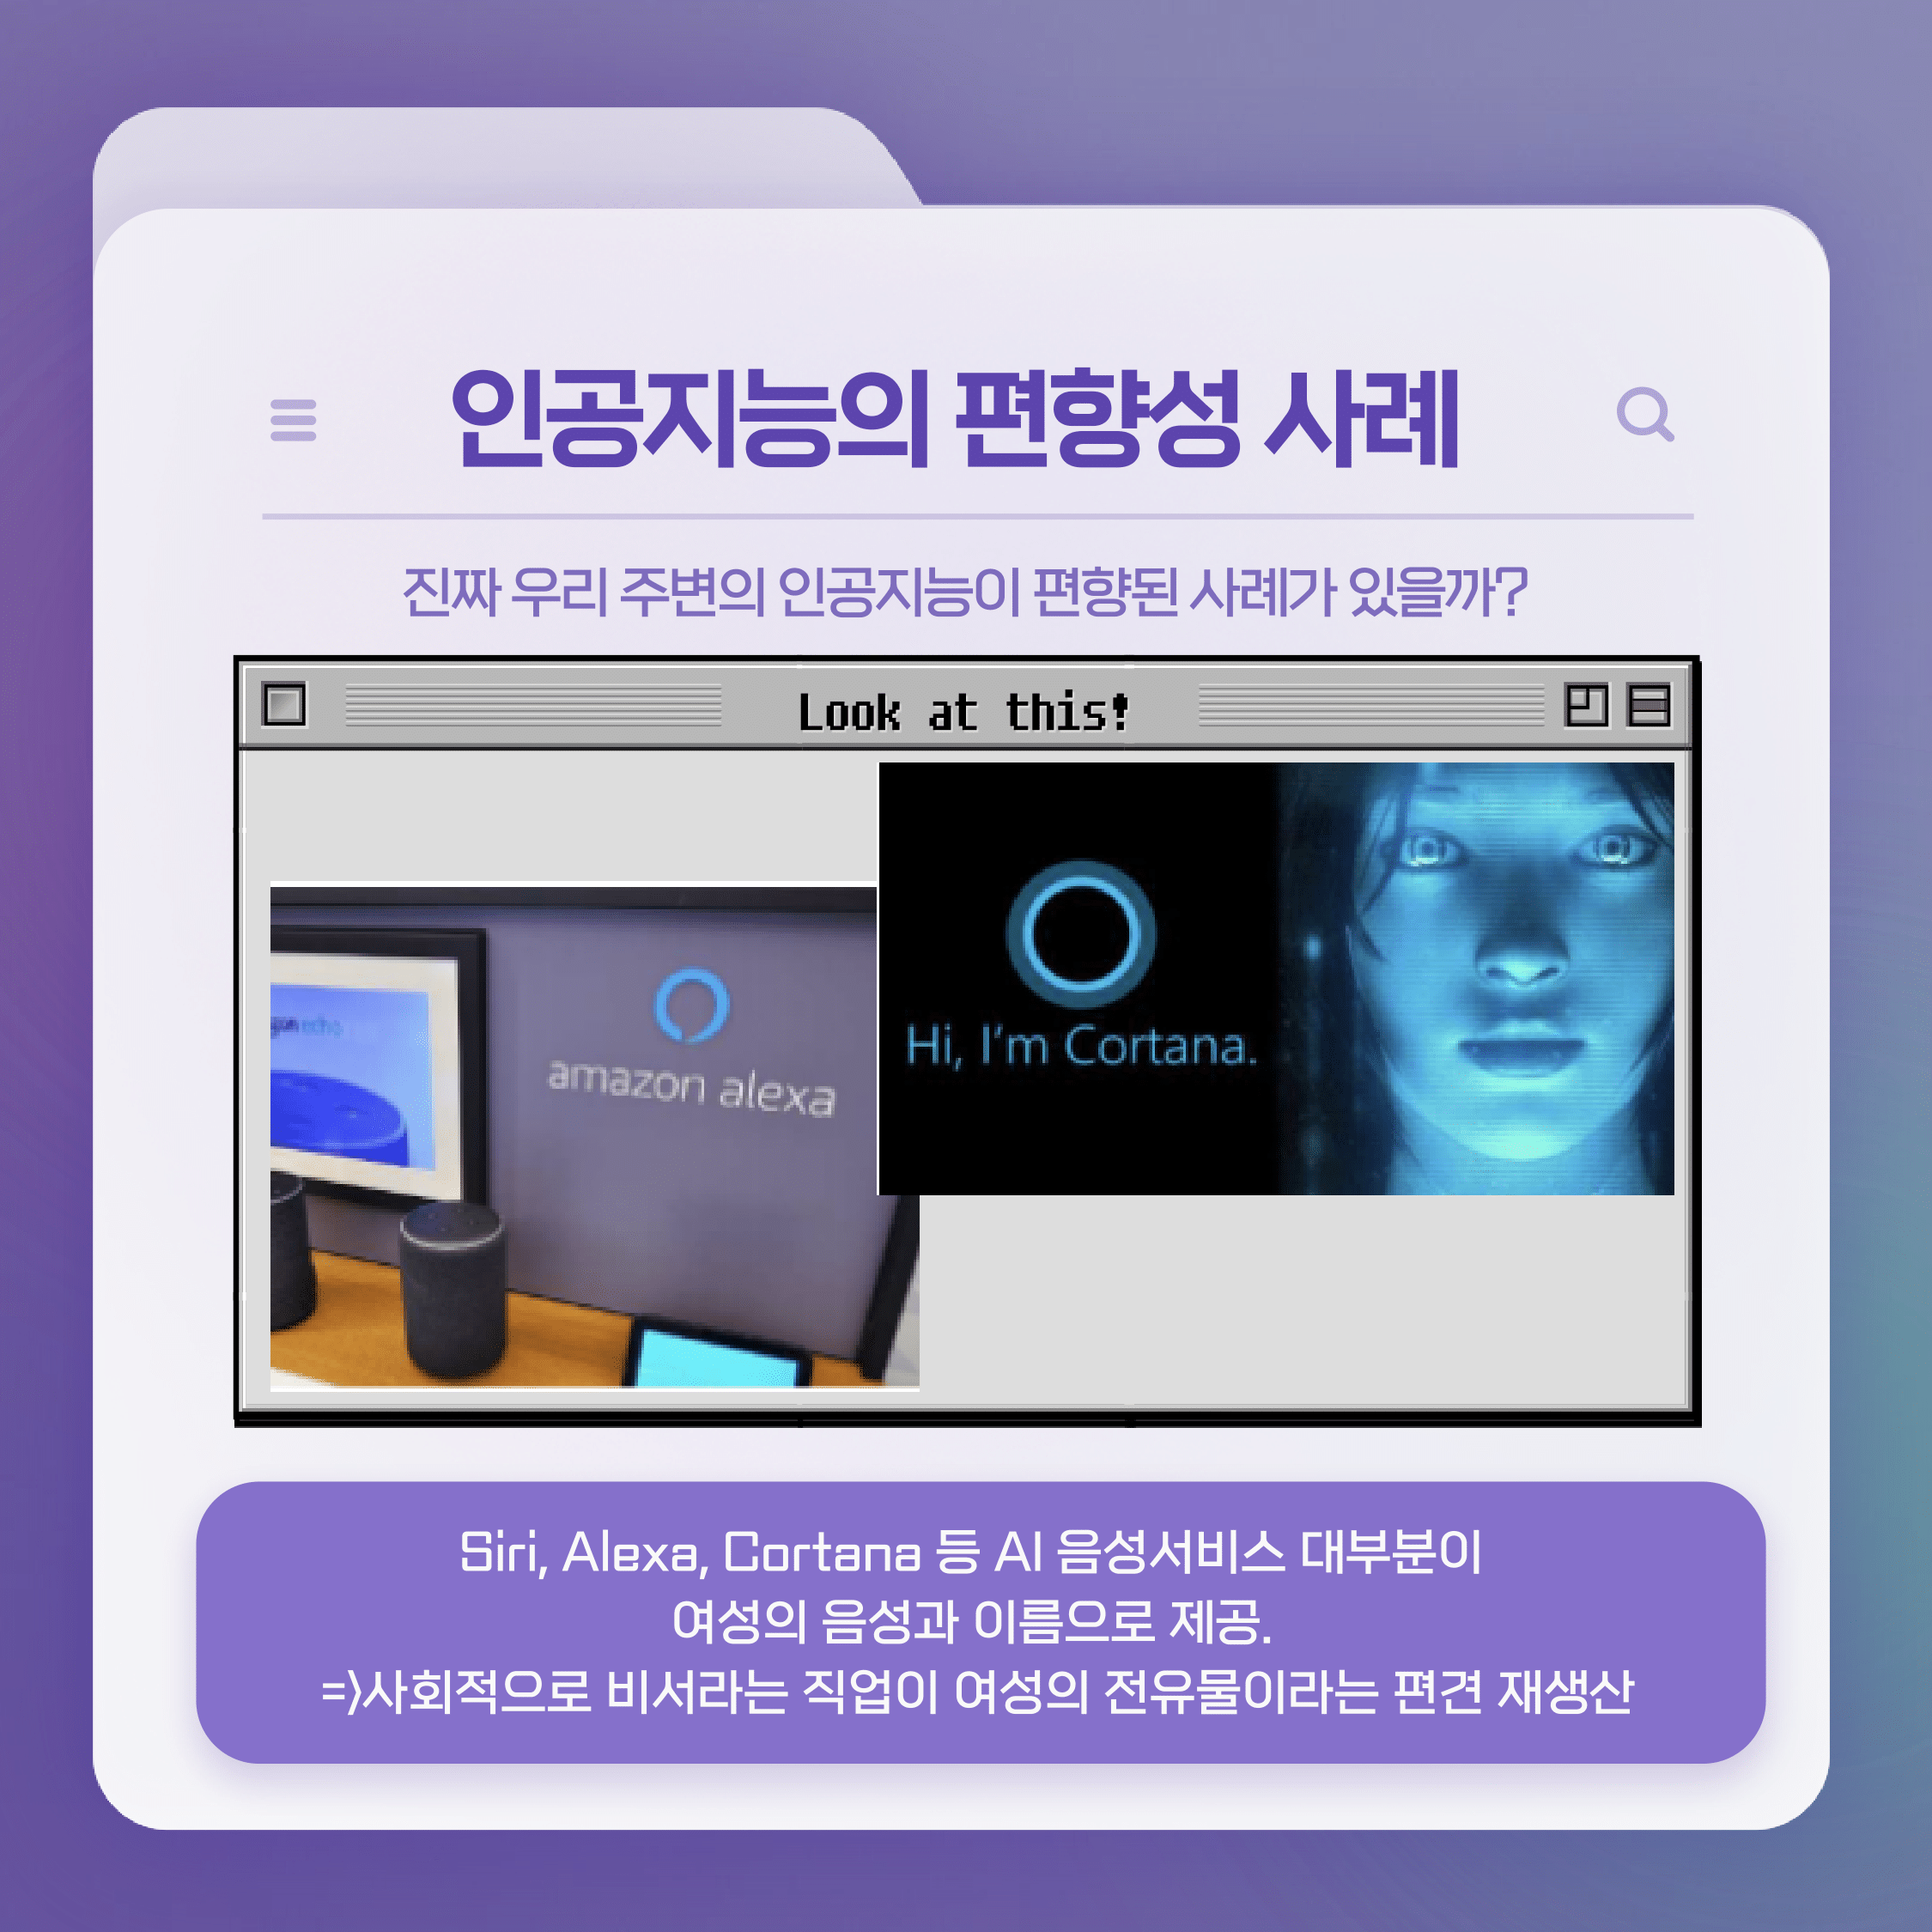 인공지능의 편향성 사례
진짜 우리 주변의 인공지능이 편향된 사례가 있을까?
Look at this!
amazon alexa
Hi, I'm Cortana.
Siri, Alexa, Cortana 등 AI 음성서비스 대부분이
여성의 음성과 이름으로 제공.
=>사회적으로 비서라는 직업이 여성의 전유물이라는 편견 재생산